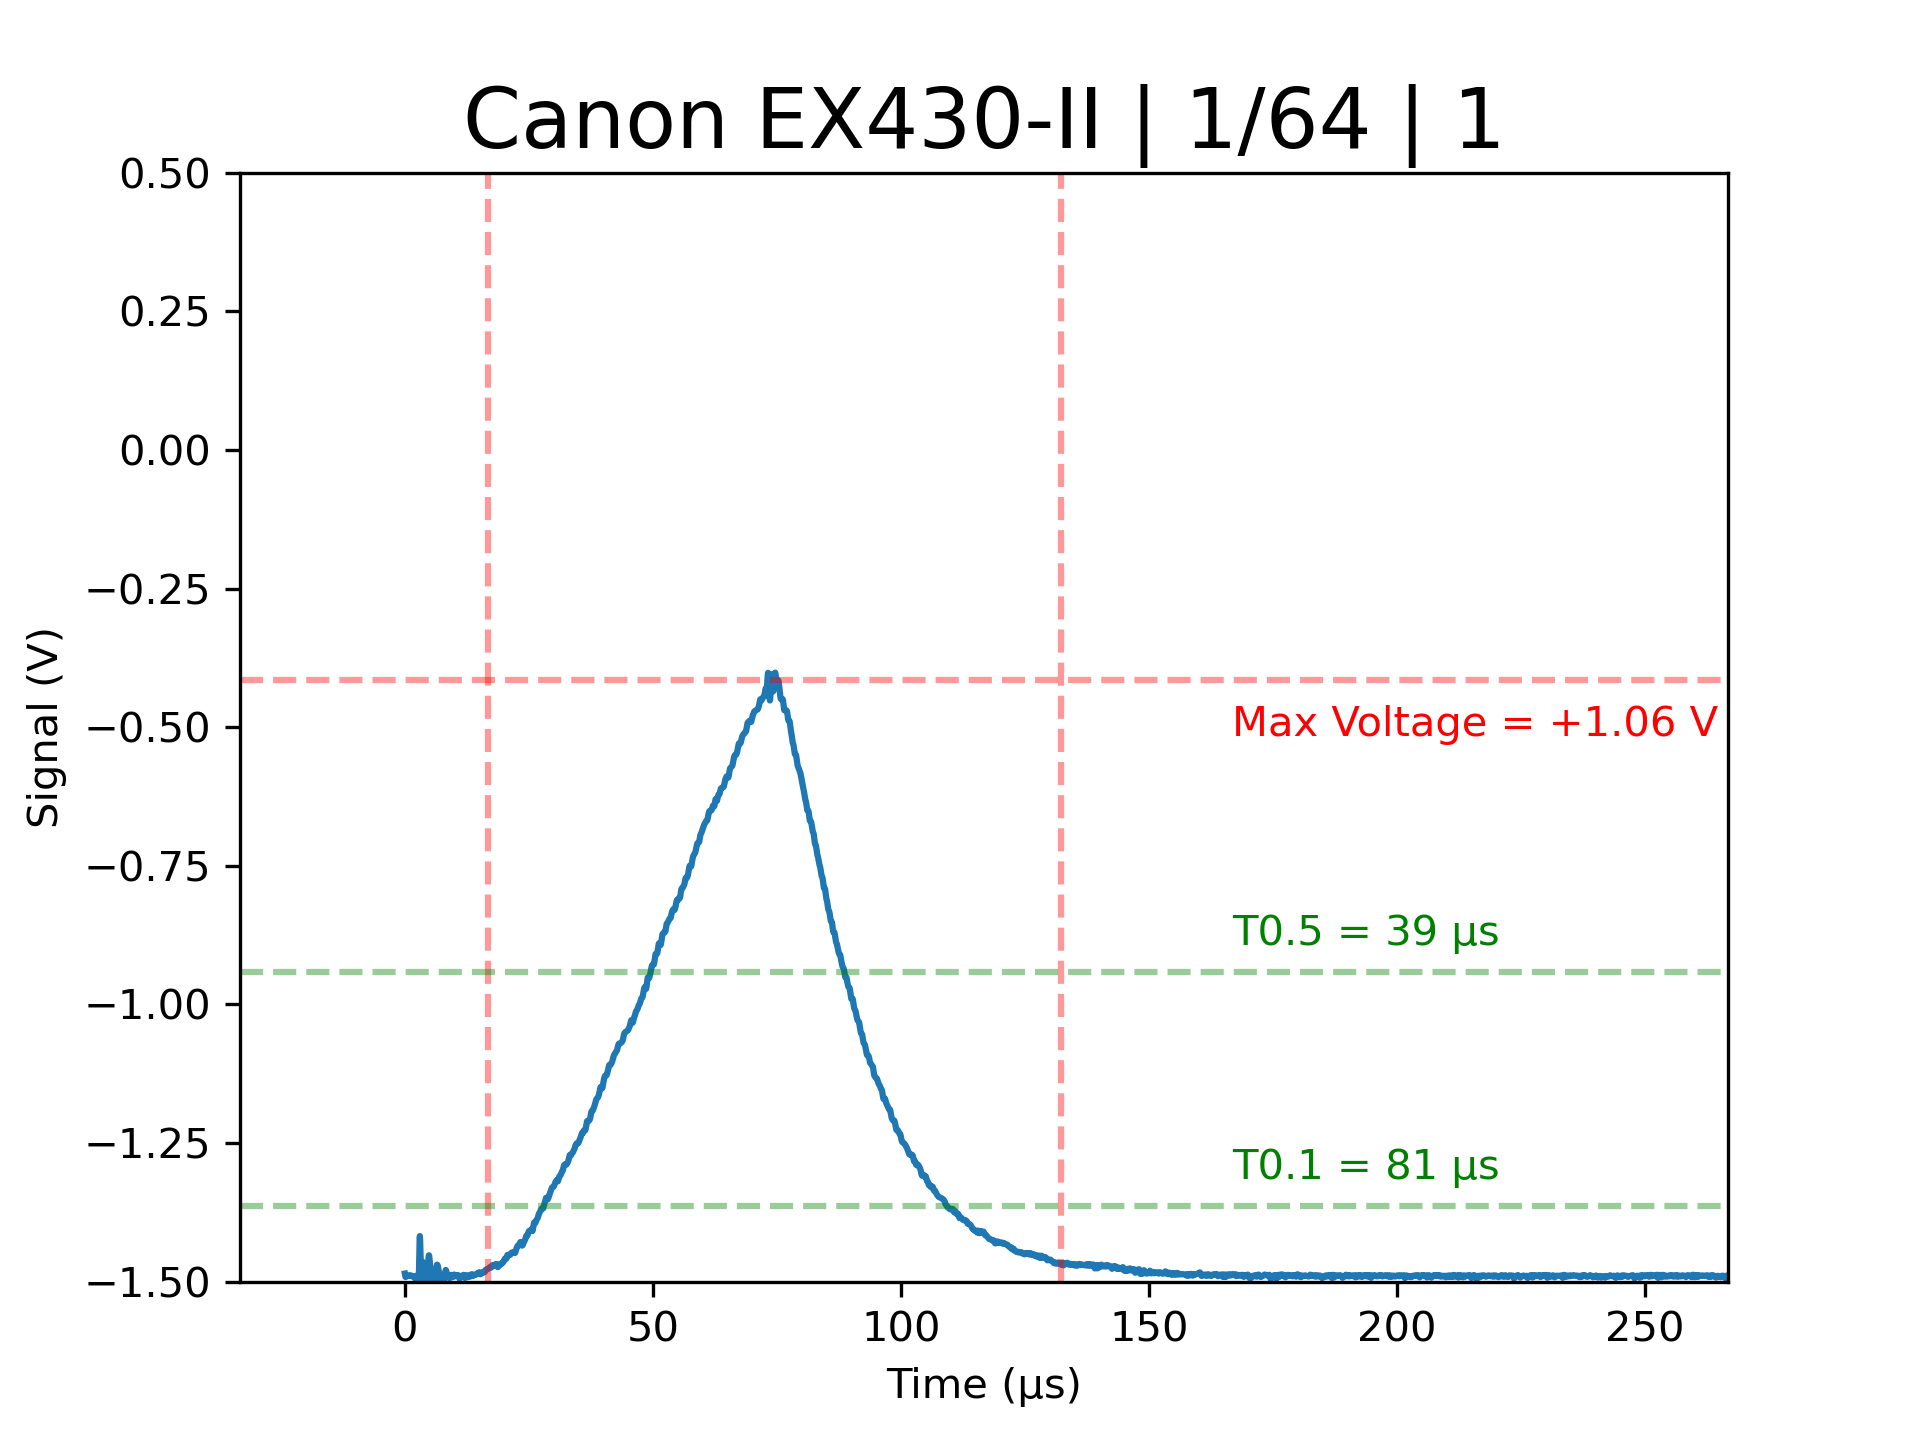 Canon EX430-II | 1/64 | 1
0.50
0.25
0.00
−0.25
−0.50
−0.75
−1.00
−1.25
−1.50
Signal (V)
Max Voltage = +1.06 V
T0.5 = 39 μs
T0.1 = 81 μs
0 50 100 150 200 250
Time (μs)